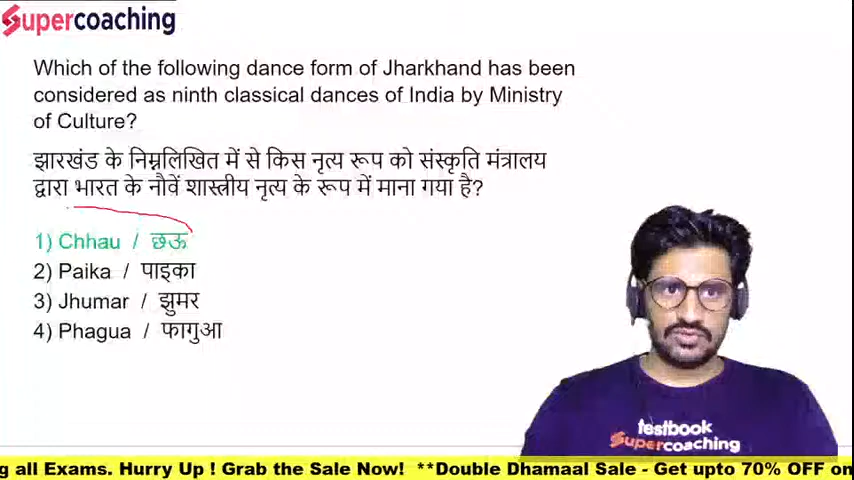 Supercoaching
Which of the following dance form of Jharkhand has been
considered as ninth classical dances of India by Ministry
of Culture?
झारखंड के निम्नलिखित में से किस नृत्य रूप को संस्कृति मंत्रालय
द्वारा भारत के नौवें शास्त्रीय नृत्य के रूप में माना गया है?
1) Chhau / छऊ
2) Paika / पाइका
3) Jhumar / झुमर
4) Phagua / फागुआ
testbook
Supercoaching
g all Exams. Hurry Up ! Grab the Sale Now! **Double Dhamaal Sale - Get upto 70% OFF on